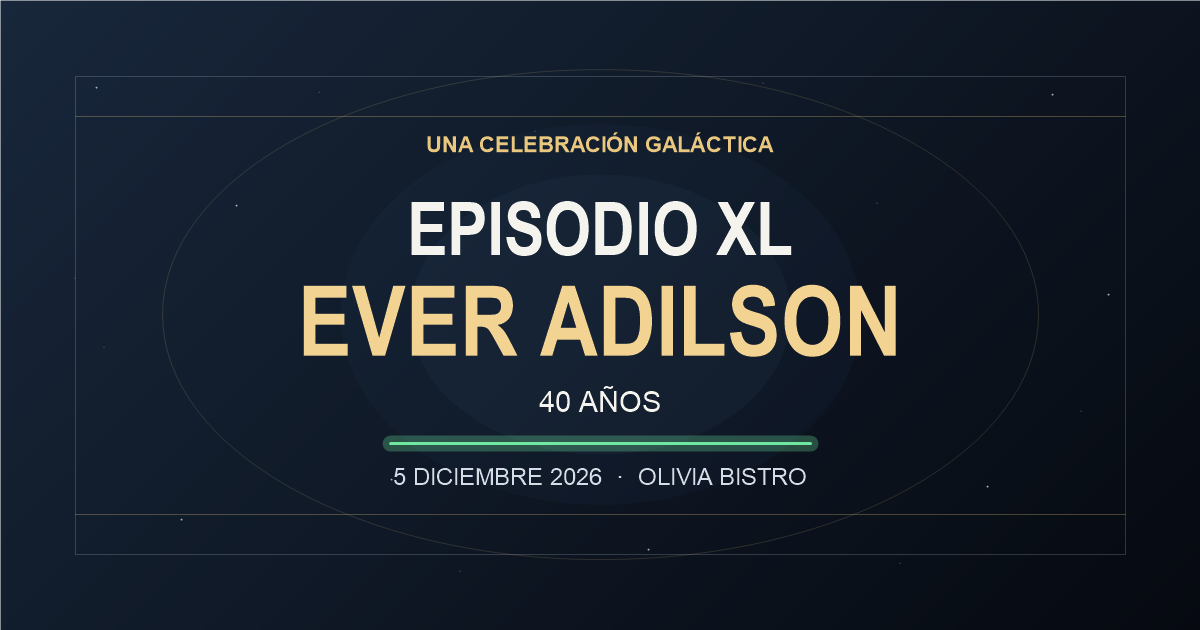 UNA CELEBRACIÓN GALÁCTICA
EPISODIO XL
EVER ADILSON
40 AÑOS
5 DICIEMBRE 2026 · OLIVIA BISTRO